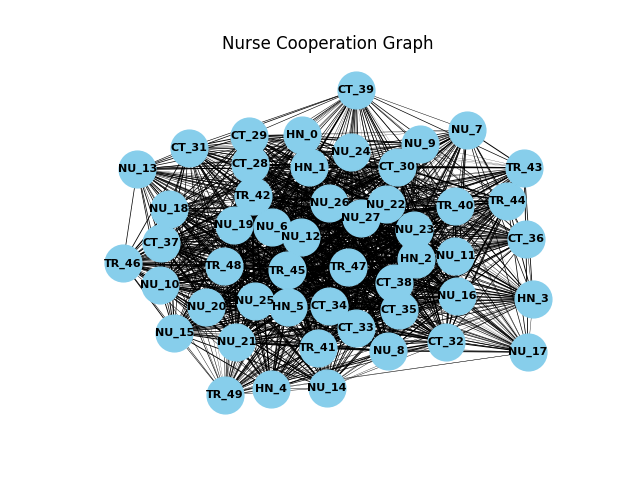 Nurse Cooperation Graph
CT_39
NU_7
CT_29
HN_0
NU_9
CT_31
NU_24
CT_28
HN_1
CT_30
NU_13
TR_43
TR_42
TR_44
NU_26
NU_22
TR_40
NU_18
NU_27
NU_19
NU_6
NU_23
NU_12
CT_37
CT_36
NU_11
HN_2
TR_46
TR_48
TR_45
TR_47
CT_38
NU_10
NU_16
HN_3
NU_25
NU_20
HN_5
CT_34
CT_35
CT_33
NU_15
NU_21
CT_32
TR_41
NU_8
NU_17
HN_4
NU_14
TR_49